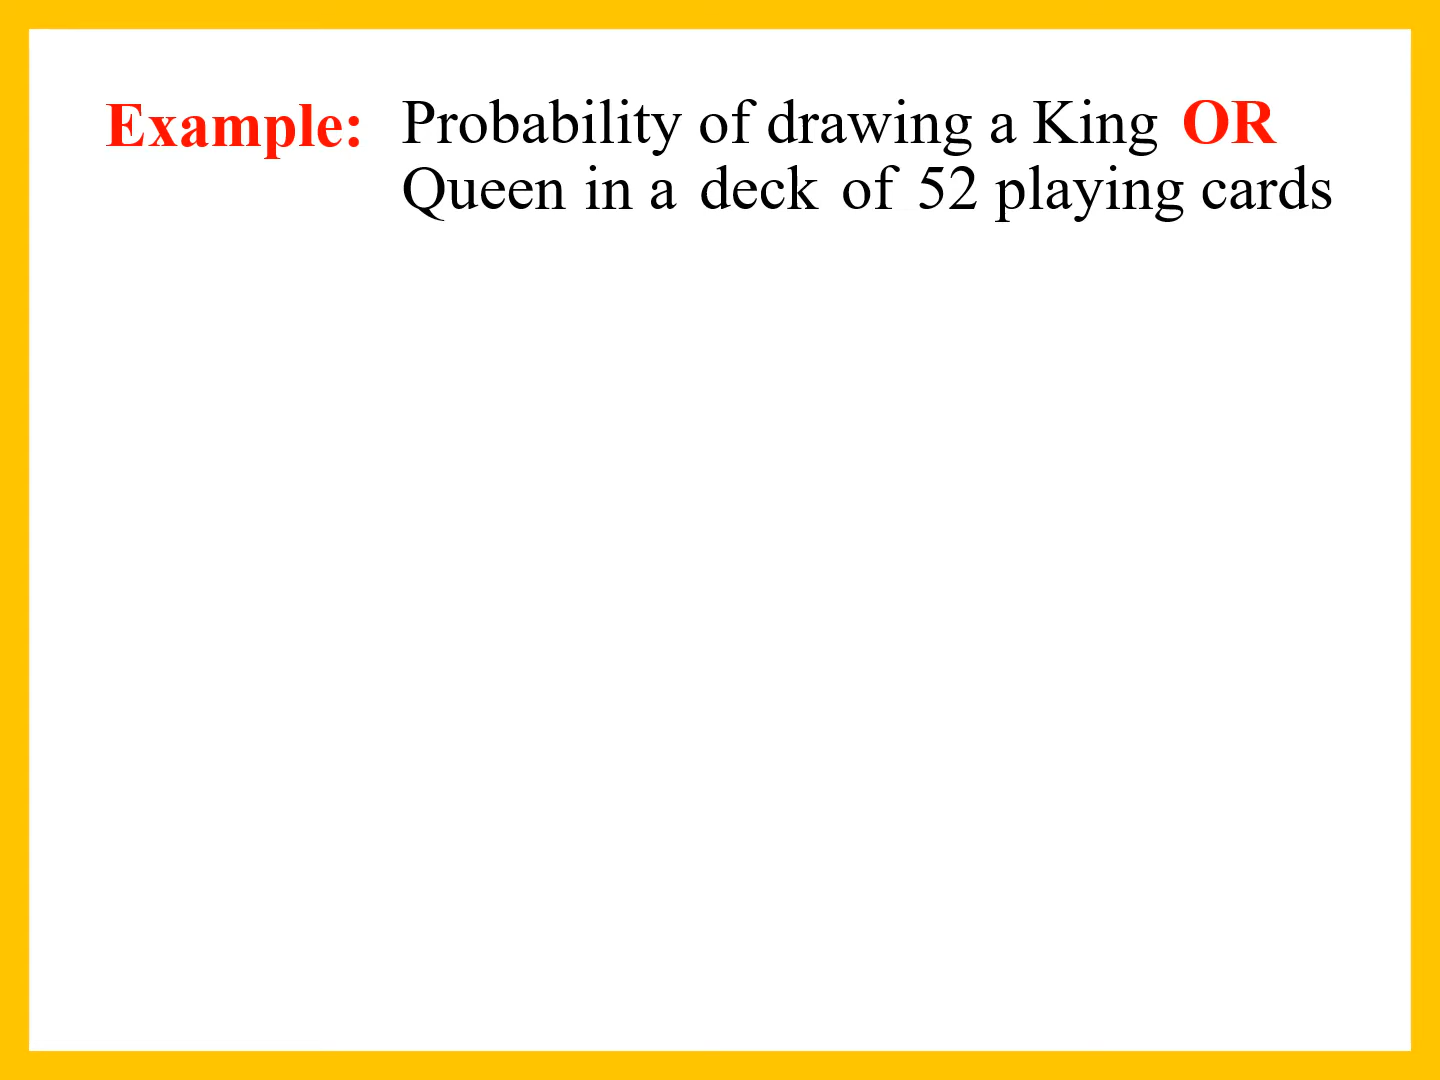 Example: Probability of drawing a King OR
Queen in a deck of 52 playing cards